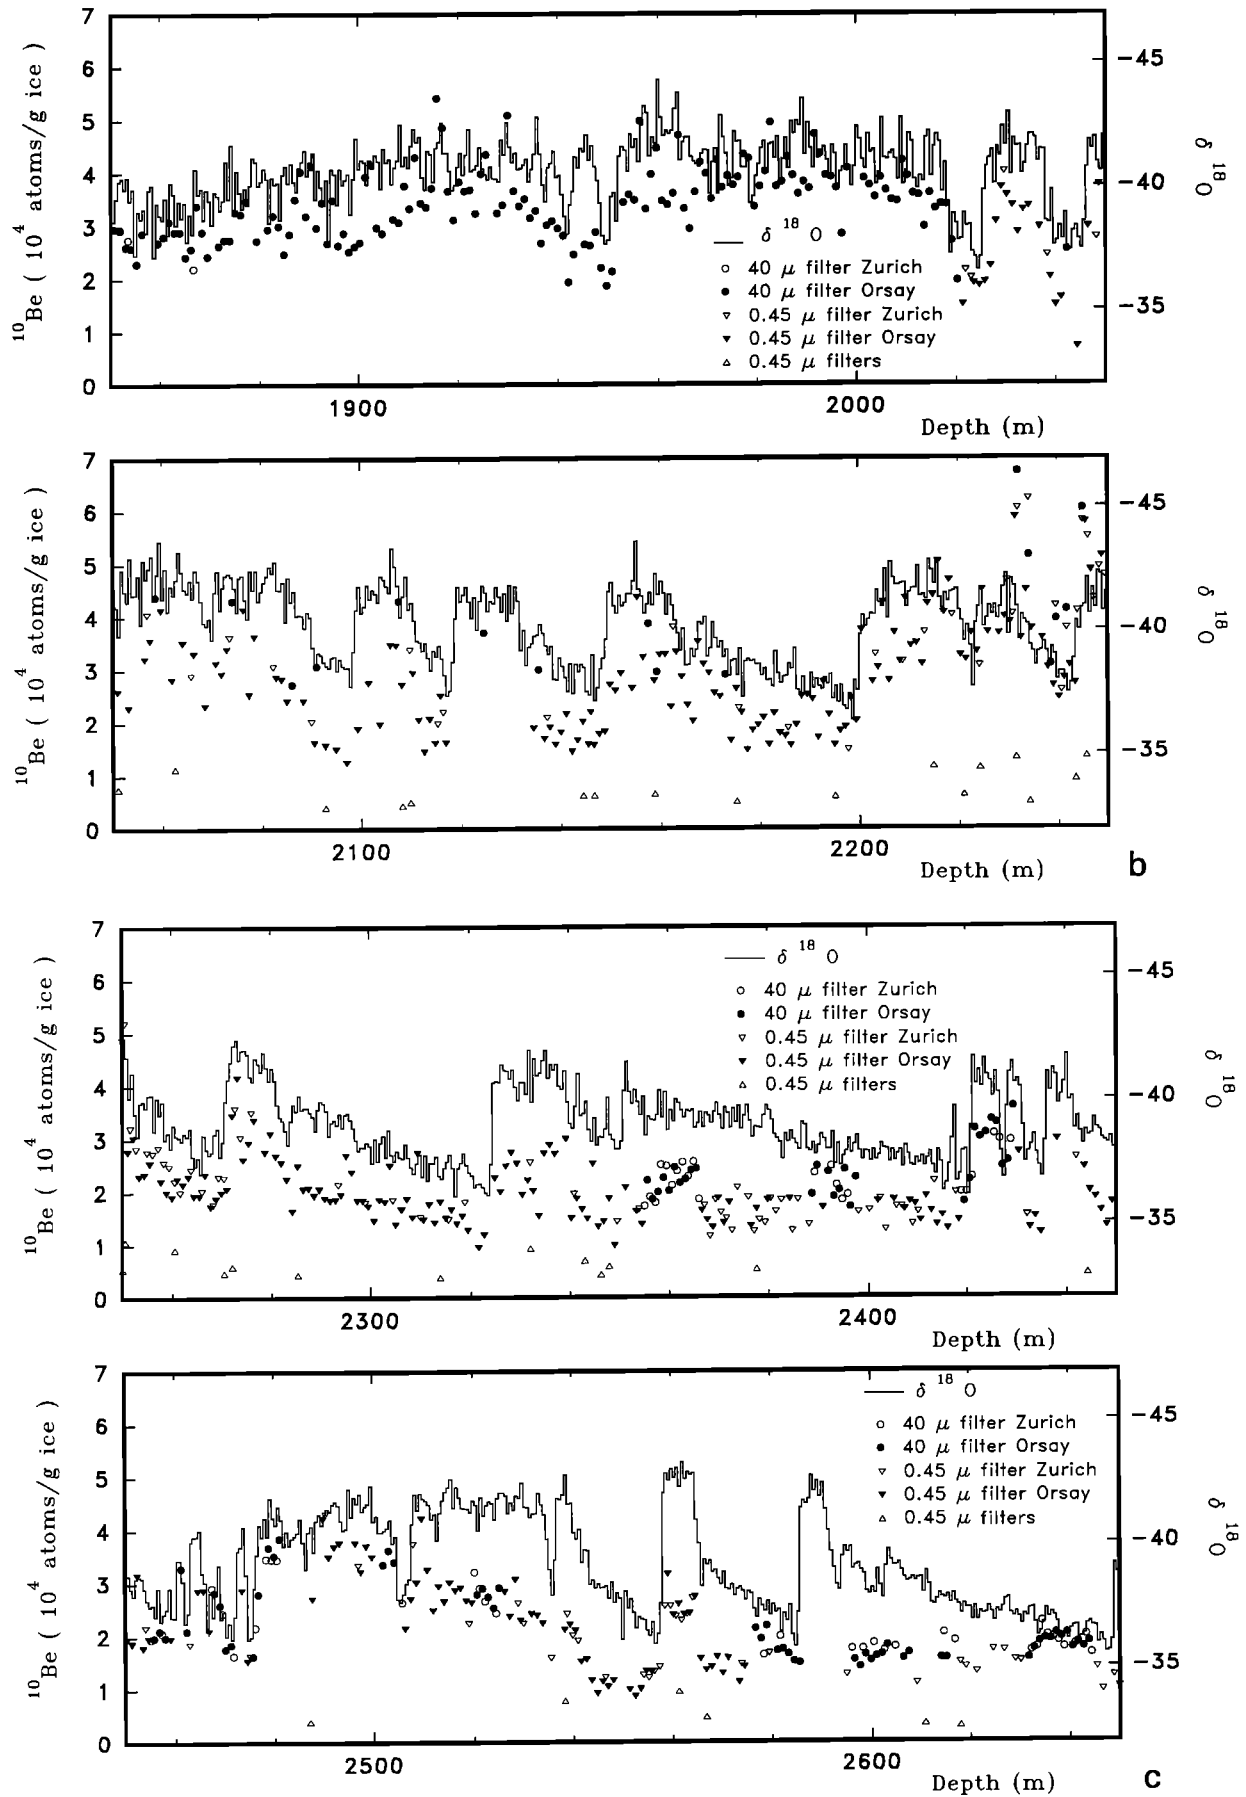 7
6
5
4
3
2
1
0
10Be ( 10^4 atoms/g ice )
-45
-40
-35
δ 18 O
δ 18 O
40 μ filter Zurich
40 μ filter Orsay
0.45 μ filter Zurich
0.45 μ filter Orsay
0.45 μ filters
1900
2000
Depth (m)
7
6
5
4
3
2
1
0
10Be ( 10^4 atoms/g ice )
-45
-40
-35
δ 18 O
2100
2200
Depth (m)
b
7
6
5
4
3
2
1
0
10Be ( 10^4 atoms/g ice )
-45
-40
-35
δ 18 O
δ 18 O
40 μ filter Zurich
40 μ filter Orsay
0.45 μ filter Zurich
0.45 μ filter Orsay
0.45 μ filters
2300
2400
Depth (m)
7
6
5
4
3
2
1
0
10Be ( 10^4 atoms/g ice )
-45
-40
-35
δ 18 O
δ 18 O
40 μ filter Zurich
40 μ filter Orsay
0.45 μ filter Zurich
0.45 μ filter Orsay
0.45 μ filters
2500
2600
Depth (m)
c